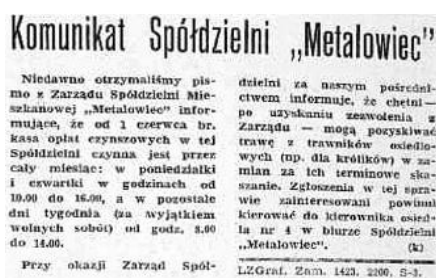 Komunikat Spółdzielni „Metalowiec”
Niedawno otrzymaliśmy pis-
mo z Zarządu Spółdzielni Mie-
szkanowej „Metalowiec” infor-
mujące, że od 1 czerwca br.
kasa opłat czynszowych w tej
Spółdzielni czynna jest przez
cały miesiąc: w poniedziałki
i czwartki w godzinach od
10.00 do 16.00, a w pozostałe
dni tygodnia (za wyjątkiem
wolnych sobót) od godz. 8.00
do 14.00.
Przy okazji Zarząd Spół-
dzielni za naszym pośredni-
ctwem informuje, że chętni —
po uzyskaniu zezwolenia z
Zarządu — mogą pozyskiwać
trawę z trawników osiedlo-
wych (np. dla królików) w za-
mian za ich terminowe ska-
szanie. Zgłoszenia w tej spra-
wie zainteresowani powinni
kierować do kierownika osied-
la nr 4 w biurze Spółdzielni
„Metalowiec”. (k)
LZGraf. Zam. 1423. 2200. S-3.